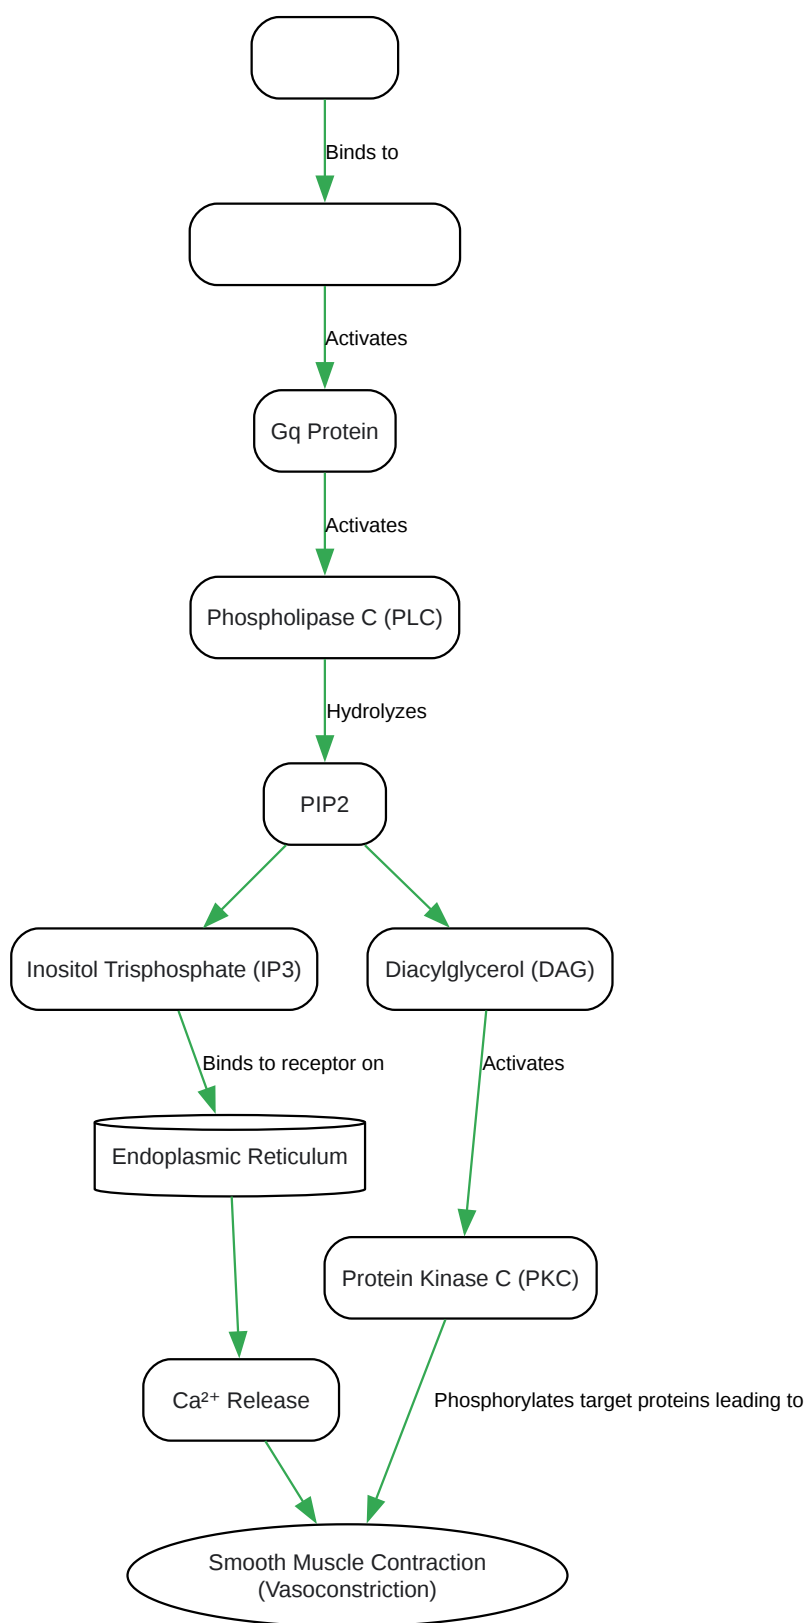 Binds to
Activates
Gq Protein
Activates
Phospholipase C (PLC)
Hydrolyzes
PIP2
Inositol Trisphosphate (IP3)
Diacylglycerol (DAG)
Binds to receptor on
Activates
Endoplasmic Reticulum
Protein Kinase C (PKC)
Ca²⁺ Release
Phosphorylates target proteins leading to
Smooth Muscle Contraction
(Vasoconstriction)